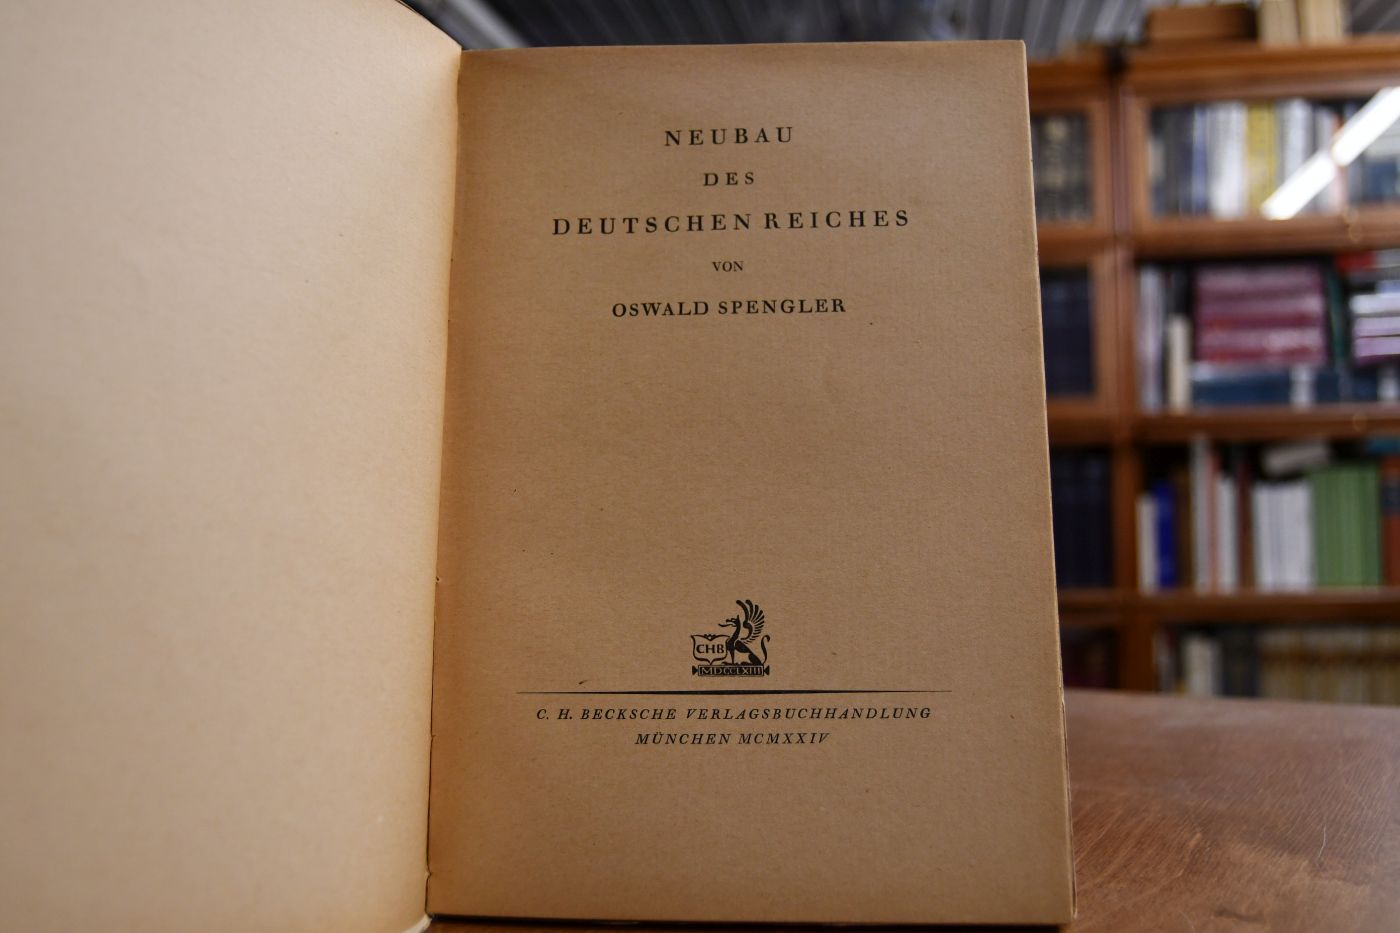 NEUBAU
DES
DEUTSCHEN REICHES
VON
OSWALD SPENGLER
CHB
MDCCLXIII
C. H. BECKSCHE VERLAGSBUCHHANDLUNG
MÜNCHEN MCMXXIV